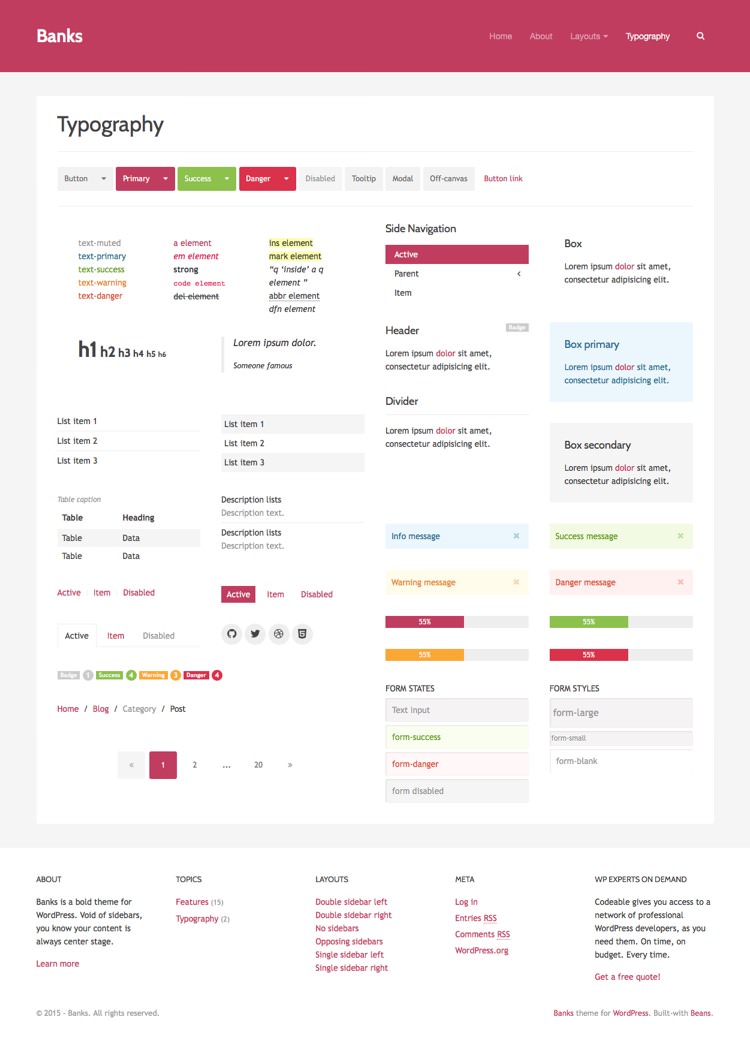 Banks
Home About Layouts Typography
Typography
Button Primary Success Danger Disabled Tooltip Modal Off-canvas Button link
text-muted
text-primary
text-success
text-warning
text-danger
a element
em element
strong
code element
del element
ins element
mark element
“q ‘inside’ a q
element ”
abbr element
dfn element
h1 h2 h3 h4 h5 h6
Lorem ipsum dolor.
Someone famous
List item 1
List item 2
List item 3
List item 1
List item 2
List item 3
Table caption
Table Heading
Table Data
Table Data
Description lists
Description text.
Description lists
Description text.
Active Item Disabled
Active Item Disabled
Active Item Disabled
Badge 1 Success 4 Warning 3 Danger 4
Home / Blog / Category / Post
« 1 2 ... 20 »
Side Navigation
Active
Parent
Item
Header Badge
Lorem ipsum dolor sit amet,
consectetur adipisicing elit.
Divider
Lorem ipsum dolor sit amet,
consectetur adipisicing elit.
Box
Lorem ipsum dolor sit amet,
consectetur adipisicing elit.
Box primary
Lorem ipsum dolor sit amet,
consectetur adipisicing elit.
Box secondary
Lorem ipsum dolor sit amet,
consectetur adipisicing elit.
Info message
Success message
Warning message
Danger message
55%
55%
55%
55%
FORM STATES
Text input
form-success
form-danger
form disabled
FORM STYLES
form-large
form-small
form-blank
ABOUT
Banks is a bold theme for
WordPress. Void of sidebars,
you know your content is
always center stage.
Learn more
TOPICS
Features (15)
Typography (2)
LAYOUTS
Double sidebar left
Double sidebar right
No sidebars
Opposing sidebars
Single sidebar left
Single sidebar right
META
Log in
Entries RSS
Comments RSS
WordPress.org
WP EXPERTS ON DEMAND
Codeable gives you access to a
network of professional
WordPress developers, as you
need them. On time, on
budget. Every time.
Get a free quote!
© 2015 - Banks. All rights reserved.
Banks theme for WordPress. Built-with Beans.